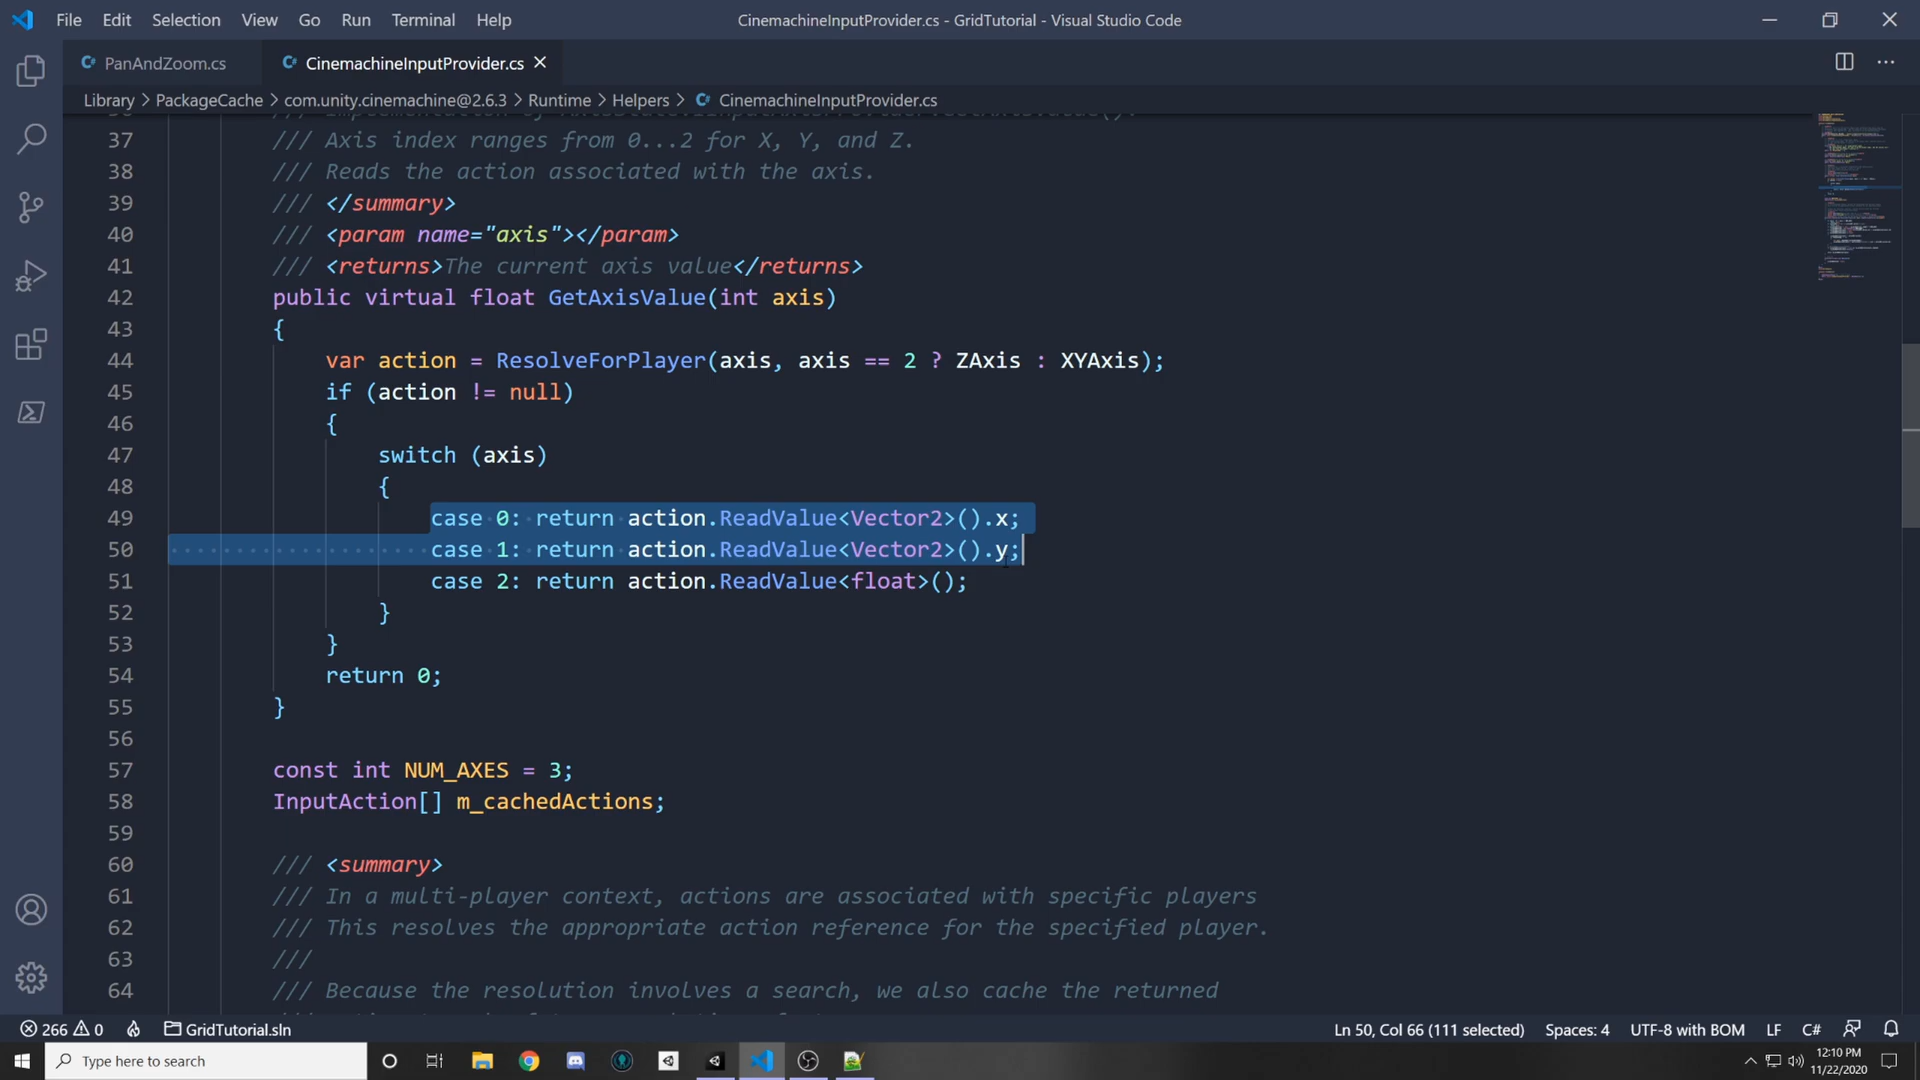 File Edit Selection View Go Run Terminal Help
CinemachineInputProvider.cs - GridTutorial - Visual Studio Code
PanAndZoom.cs
CinemachineInputProvider.cs
Library > PackageCache > com.unity.cinemachine@2.6.3 > Runtime > Helpers > CinemachineInputProvider.cs
37 /// Axis index ranges from 0...2 for X, Y, and Z.
38 /// Reads the action associated with the axis.
39 /// </summary>
40 /// <param name="axis"></param>
41 /// <returns>The current axis value</returns>
42 public virtual float GetAxisValue(int axis)
43 {
44 var action = ResolveForPlayer(axis, axis == 2 ? ZAxis : XYAxis);
45 if (action != null)
46 {
47 switch (axis)
48 {
49 case 0: return action.ReadValue<Vector2>().x;
50 case 1: return action.ReadValue<Vector2>().y;
51 case 2: return action.ReadValue<float>();
52 }
53 }
54 return 0;
55 }
56
57 const int NUM_AXES = 3;
58 InputAction[] m_cachedActions;
59
60 /// <summary>
61 /// In a multi-player context, actions are associated with specific players
62 /// This resolves the appropriate action reference for the specified player.
63 ///
64 /// Because the resolution involves a search, we also cache the returned
266 0 GridTutorial.sln
Ln 50, Col 66 (111 selected) Spaces: 4 UTF-8 with BOM LF C#
Type here to search
12:10 PM
11/22/2020